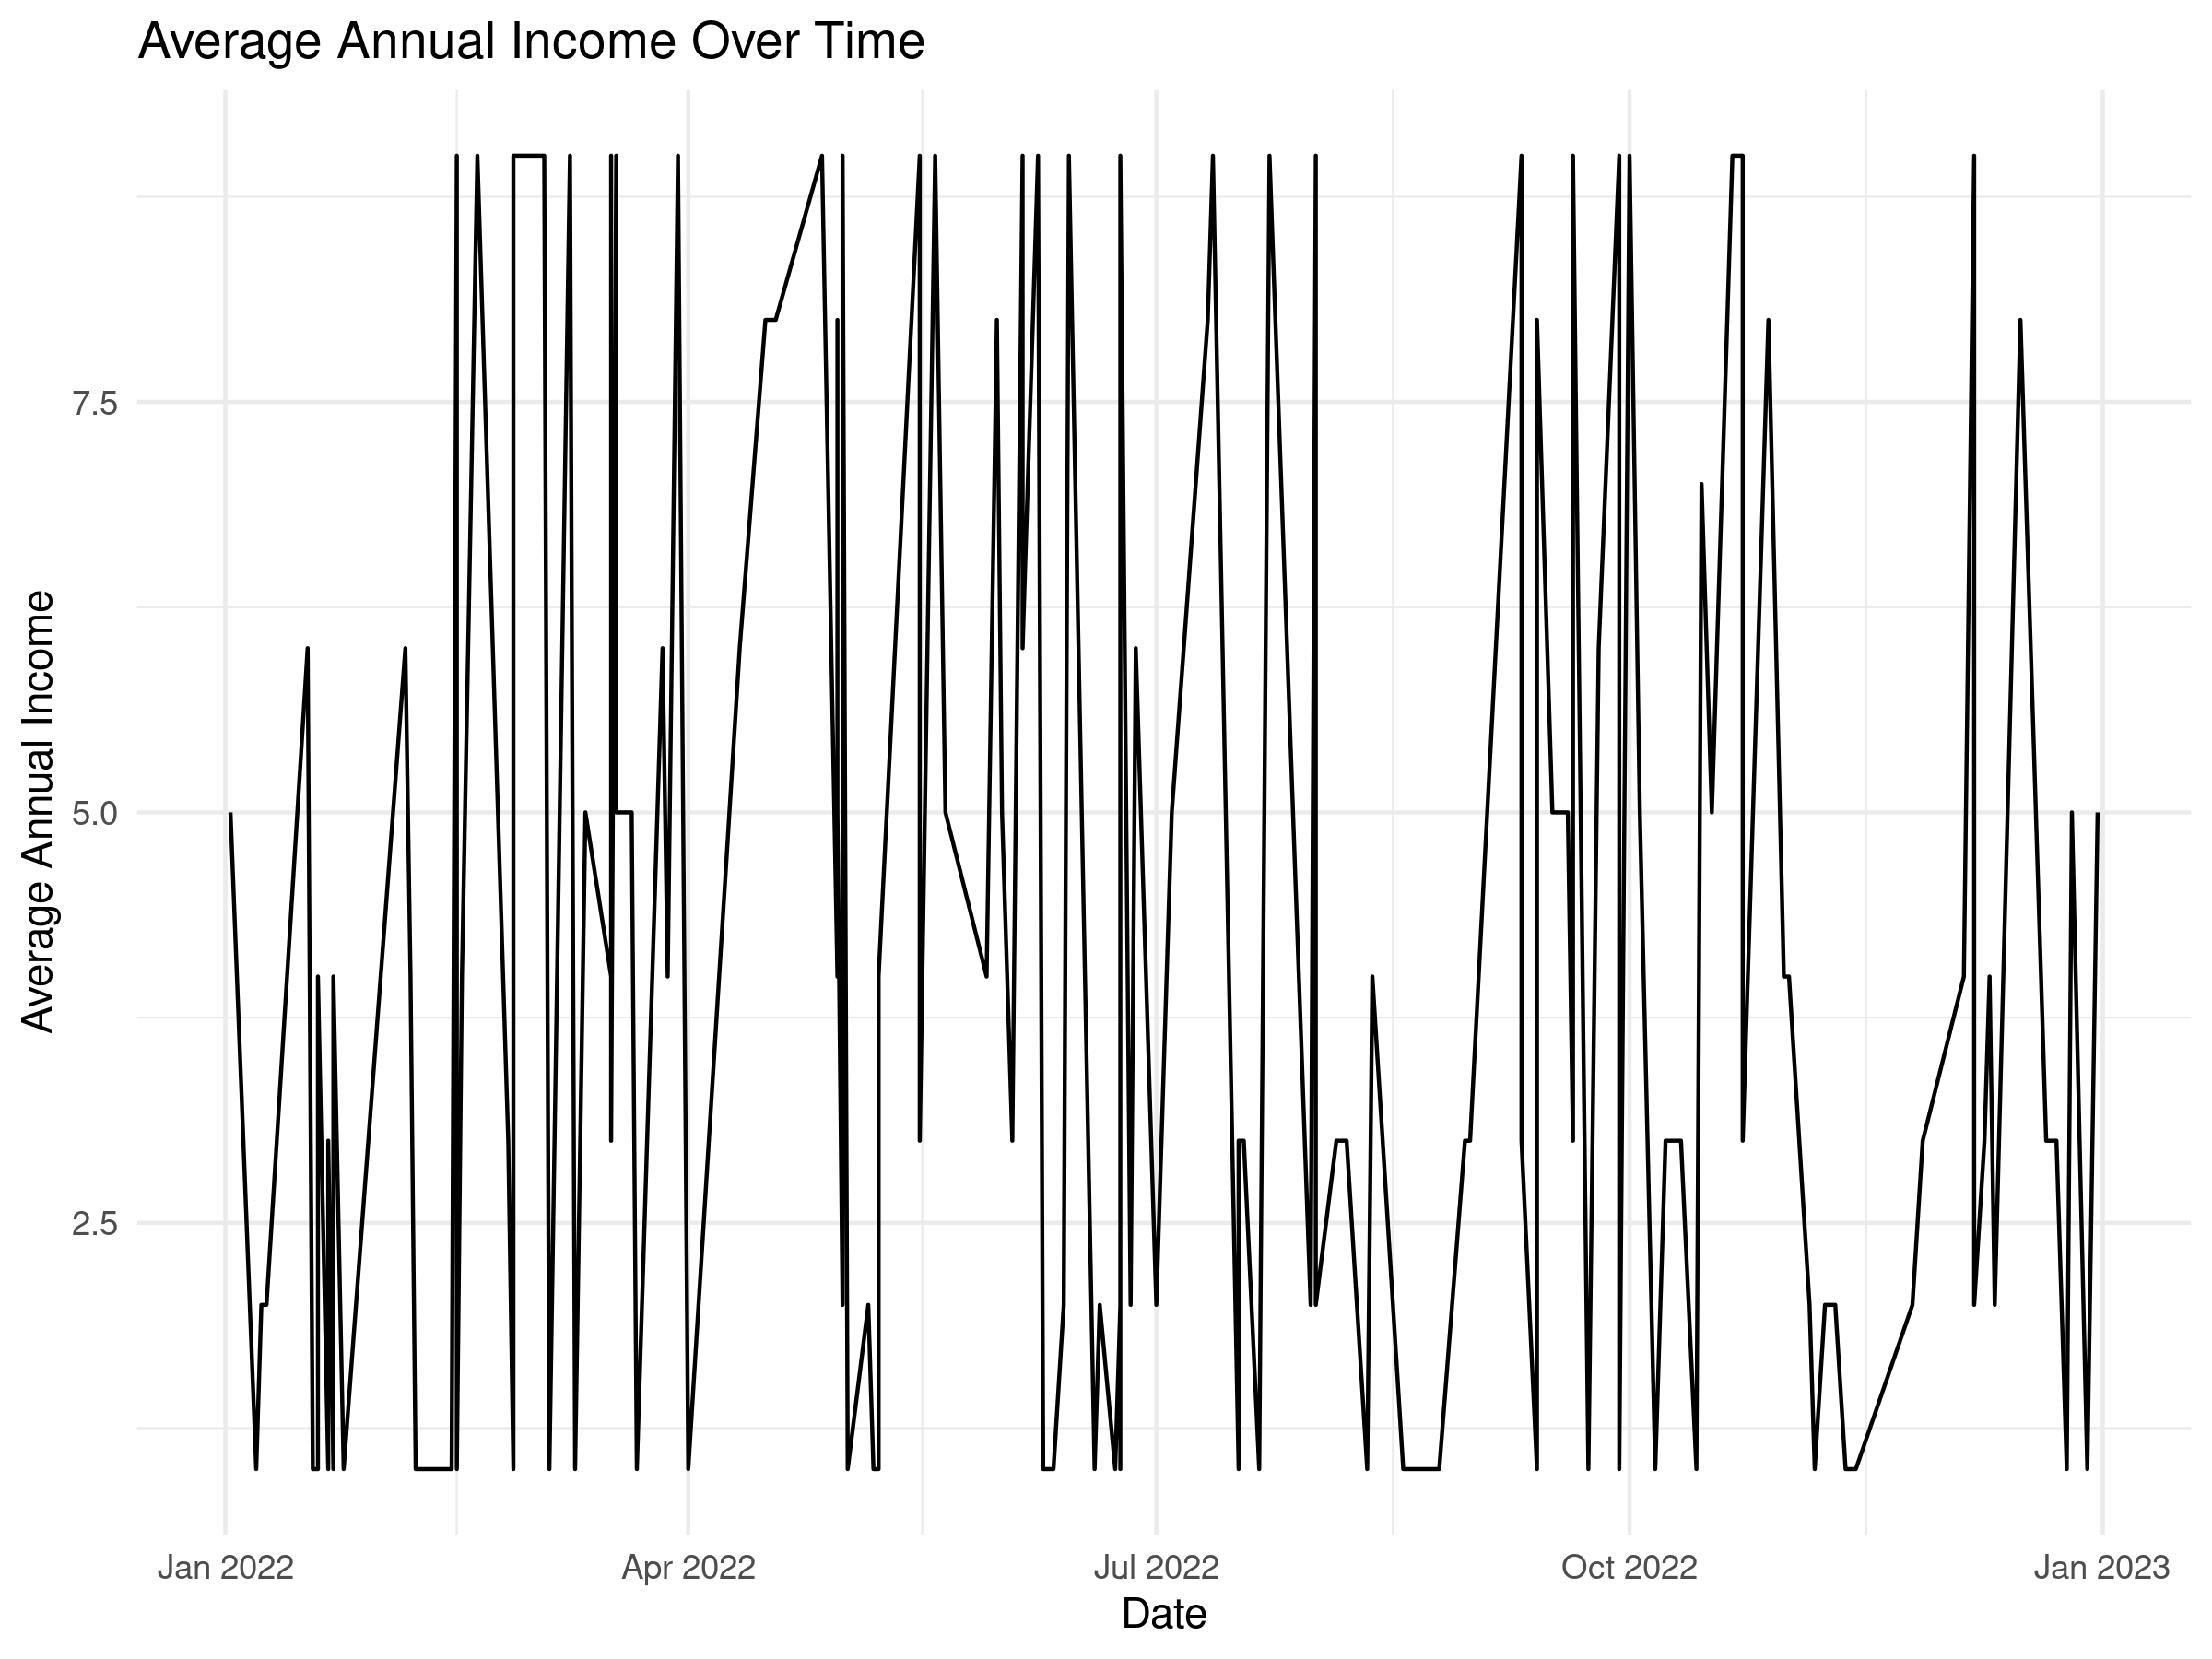 Average Annual Income Over Time
Average Annual Income
7.5
5.0
2.5
Jan 2022
Apr 2022
Jul 2022
Oct 2022
Jan 2023
Date